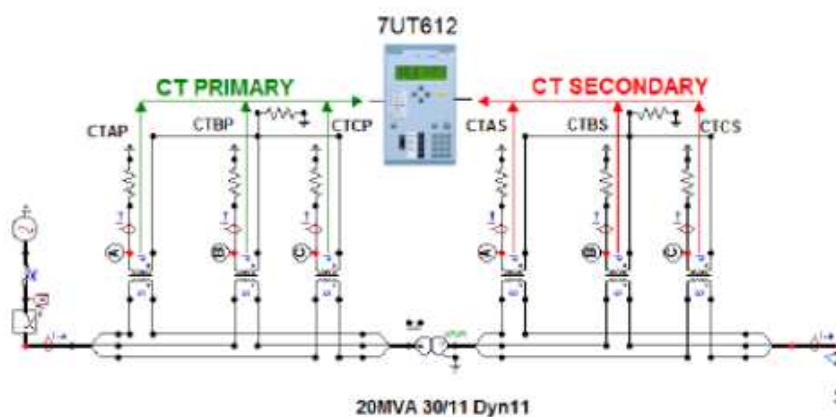 7UT612
CT PRIMARY
CT SECONDARY
CTAP
CTBP
CTCP
CTAS
CTBS
CTCS
A
B
C
A
B
C
20MVA 30/11 Dyn11